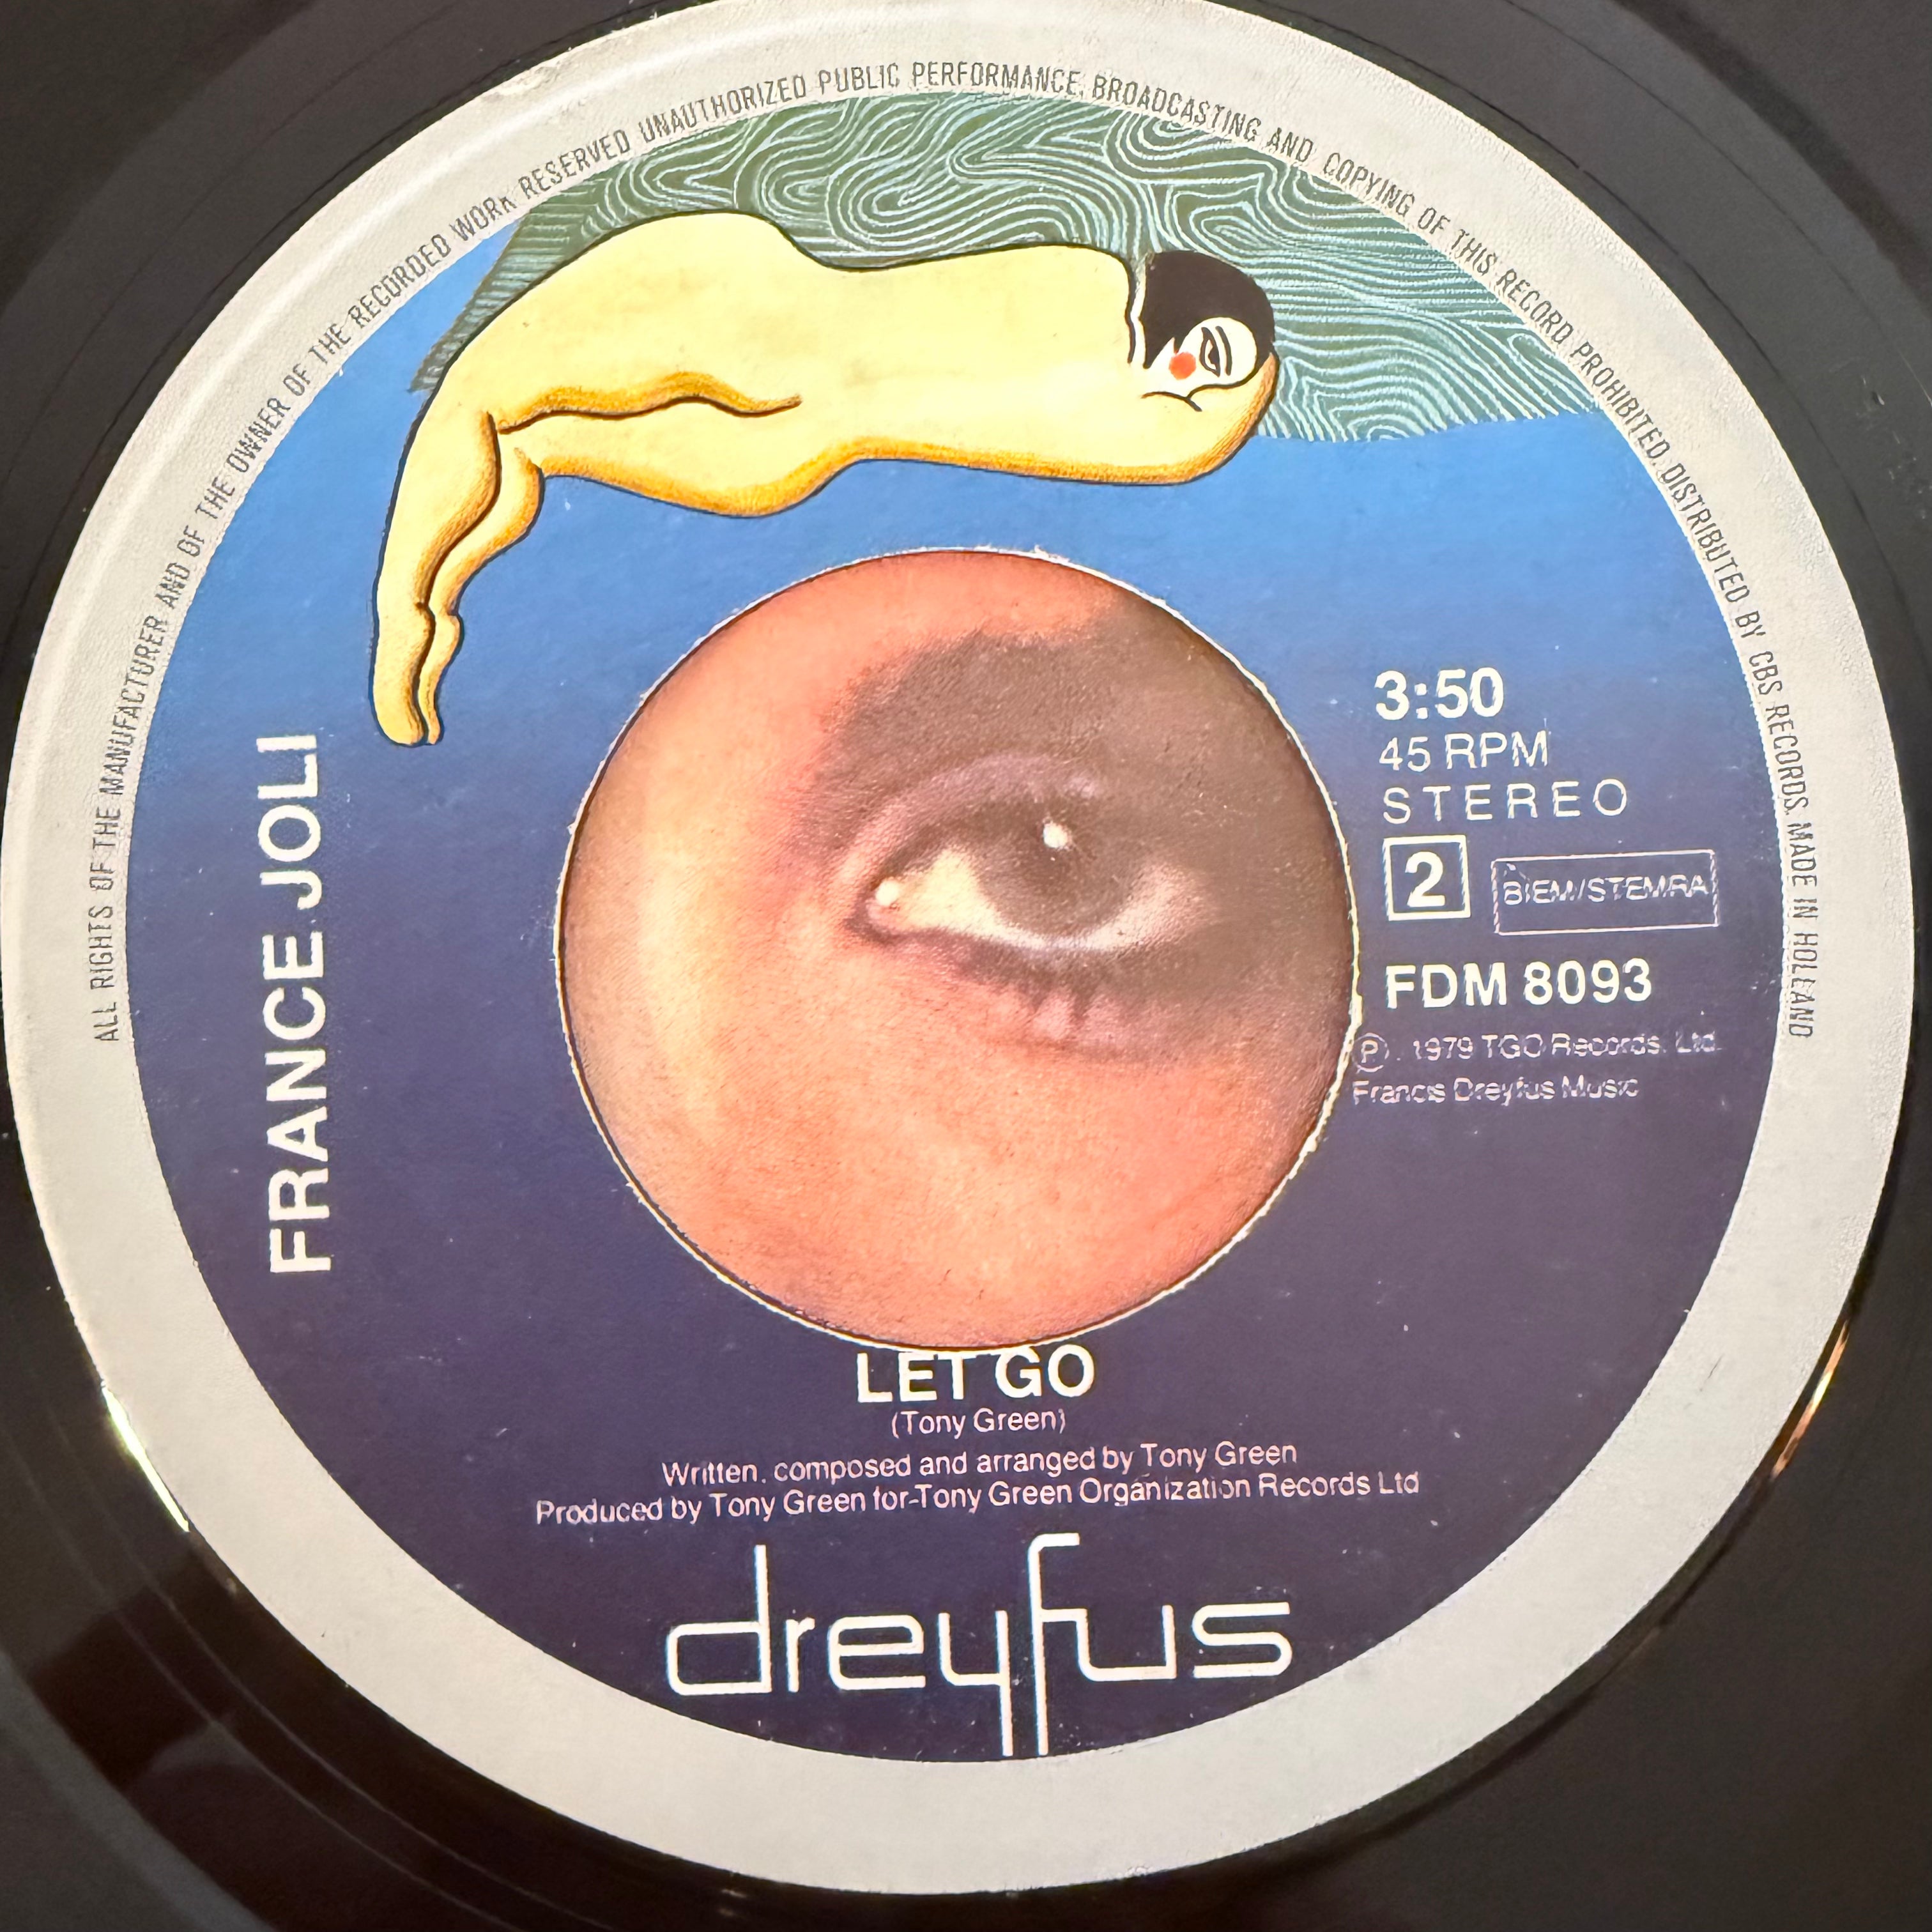 ALL RIGHTS OF THE MANUFACTURER AND OF THE OWNER OF THE RECORDED WORK RESERVED UNAUTHORIZED PUBLIC PERFORMANCE, BROADCASTING AND COPYING OF THIS RECORD PROHIBITED. DISTRIBUTED BY CBS RECORDS. MADE IN HOLLAND
FRANCE JOLI
3:50
45 RPM
STEREO
2
BIEM/STEMRA
FDM 8093
℗. 1979 TGO Records. Ltd.
Francis Dreyfus Music
LET GO
(Tony Green)
Written, composed and arranged by Tony Green
Produced by Tony Green for-Tony Green Organization Records Ltd
dreyfus